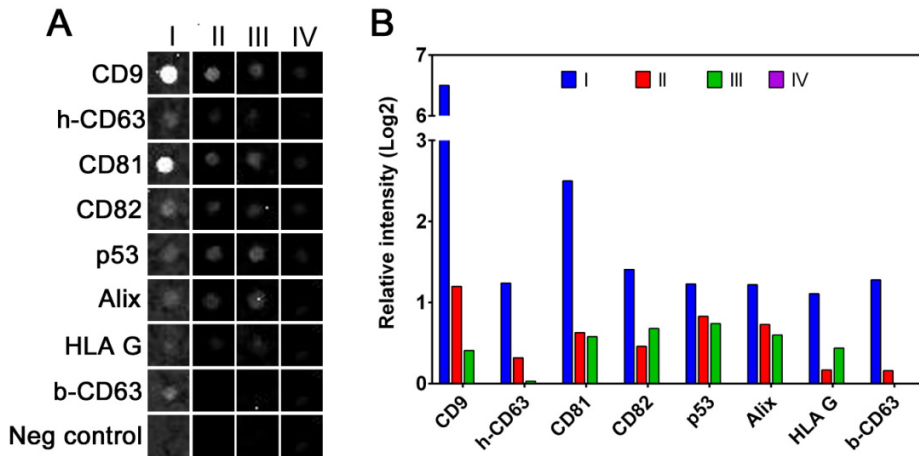 A
I II III IV
CD9
h-CD63
CD81
CD82
p53
Alix
HLA G
b-CD63
Neg control
B
Relative intensity (Log2)
7
6
3
2
1
0
I II III IV
CD9 h-CD63 CD81 CD82 p53 Alix HLA G b-CD63